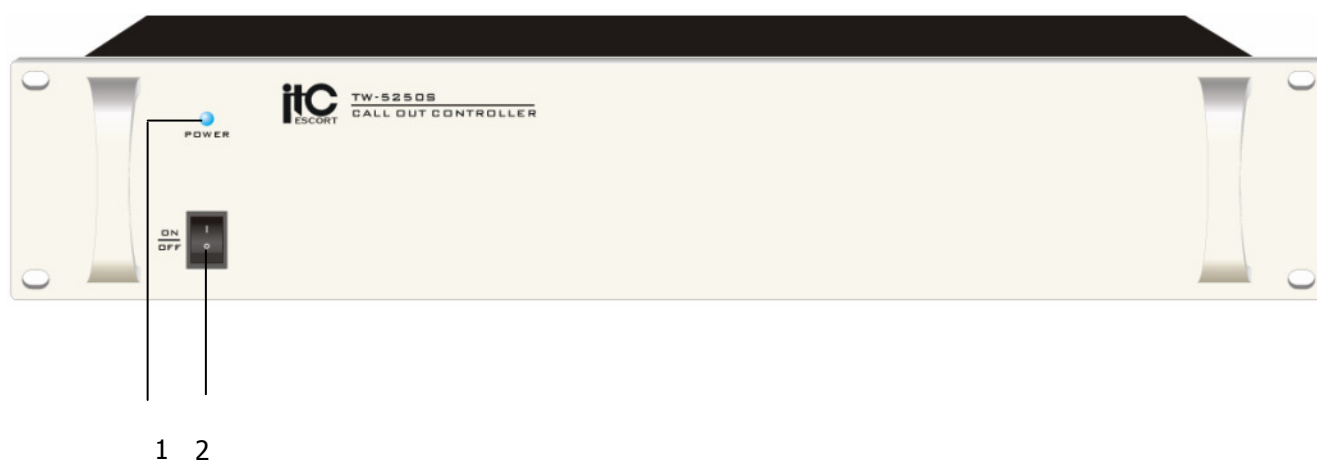 itC
ESCORT
TW-5250S
CALL OUT CONTROLLER
POWER
ON
OFF
I
O
1 2